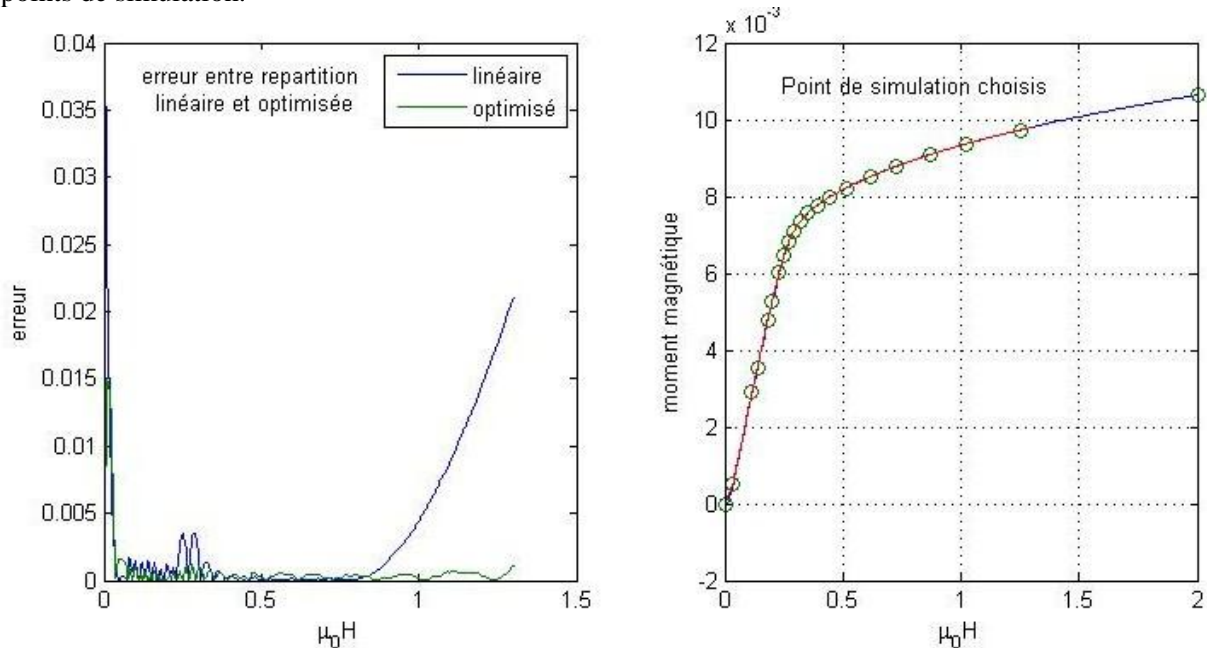 points de simulation.
0.04
0.035
0.03
0.025
0.02
0.015
0.01
0.005
0
erreur
erreur entre repartition
linéaire et optimisée
linéaire
optimisé
0 0.5 1 1.5
μ₀H
x 10⁻³
12
10
8
6
4
2
0
-2
moment magnétique
Point de simulation choisis
0 0.5 1 1.5 2
μ₀H